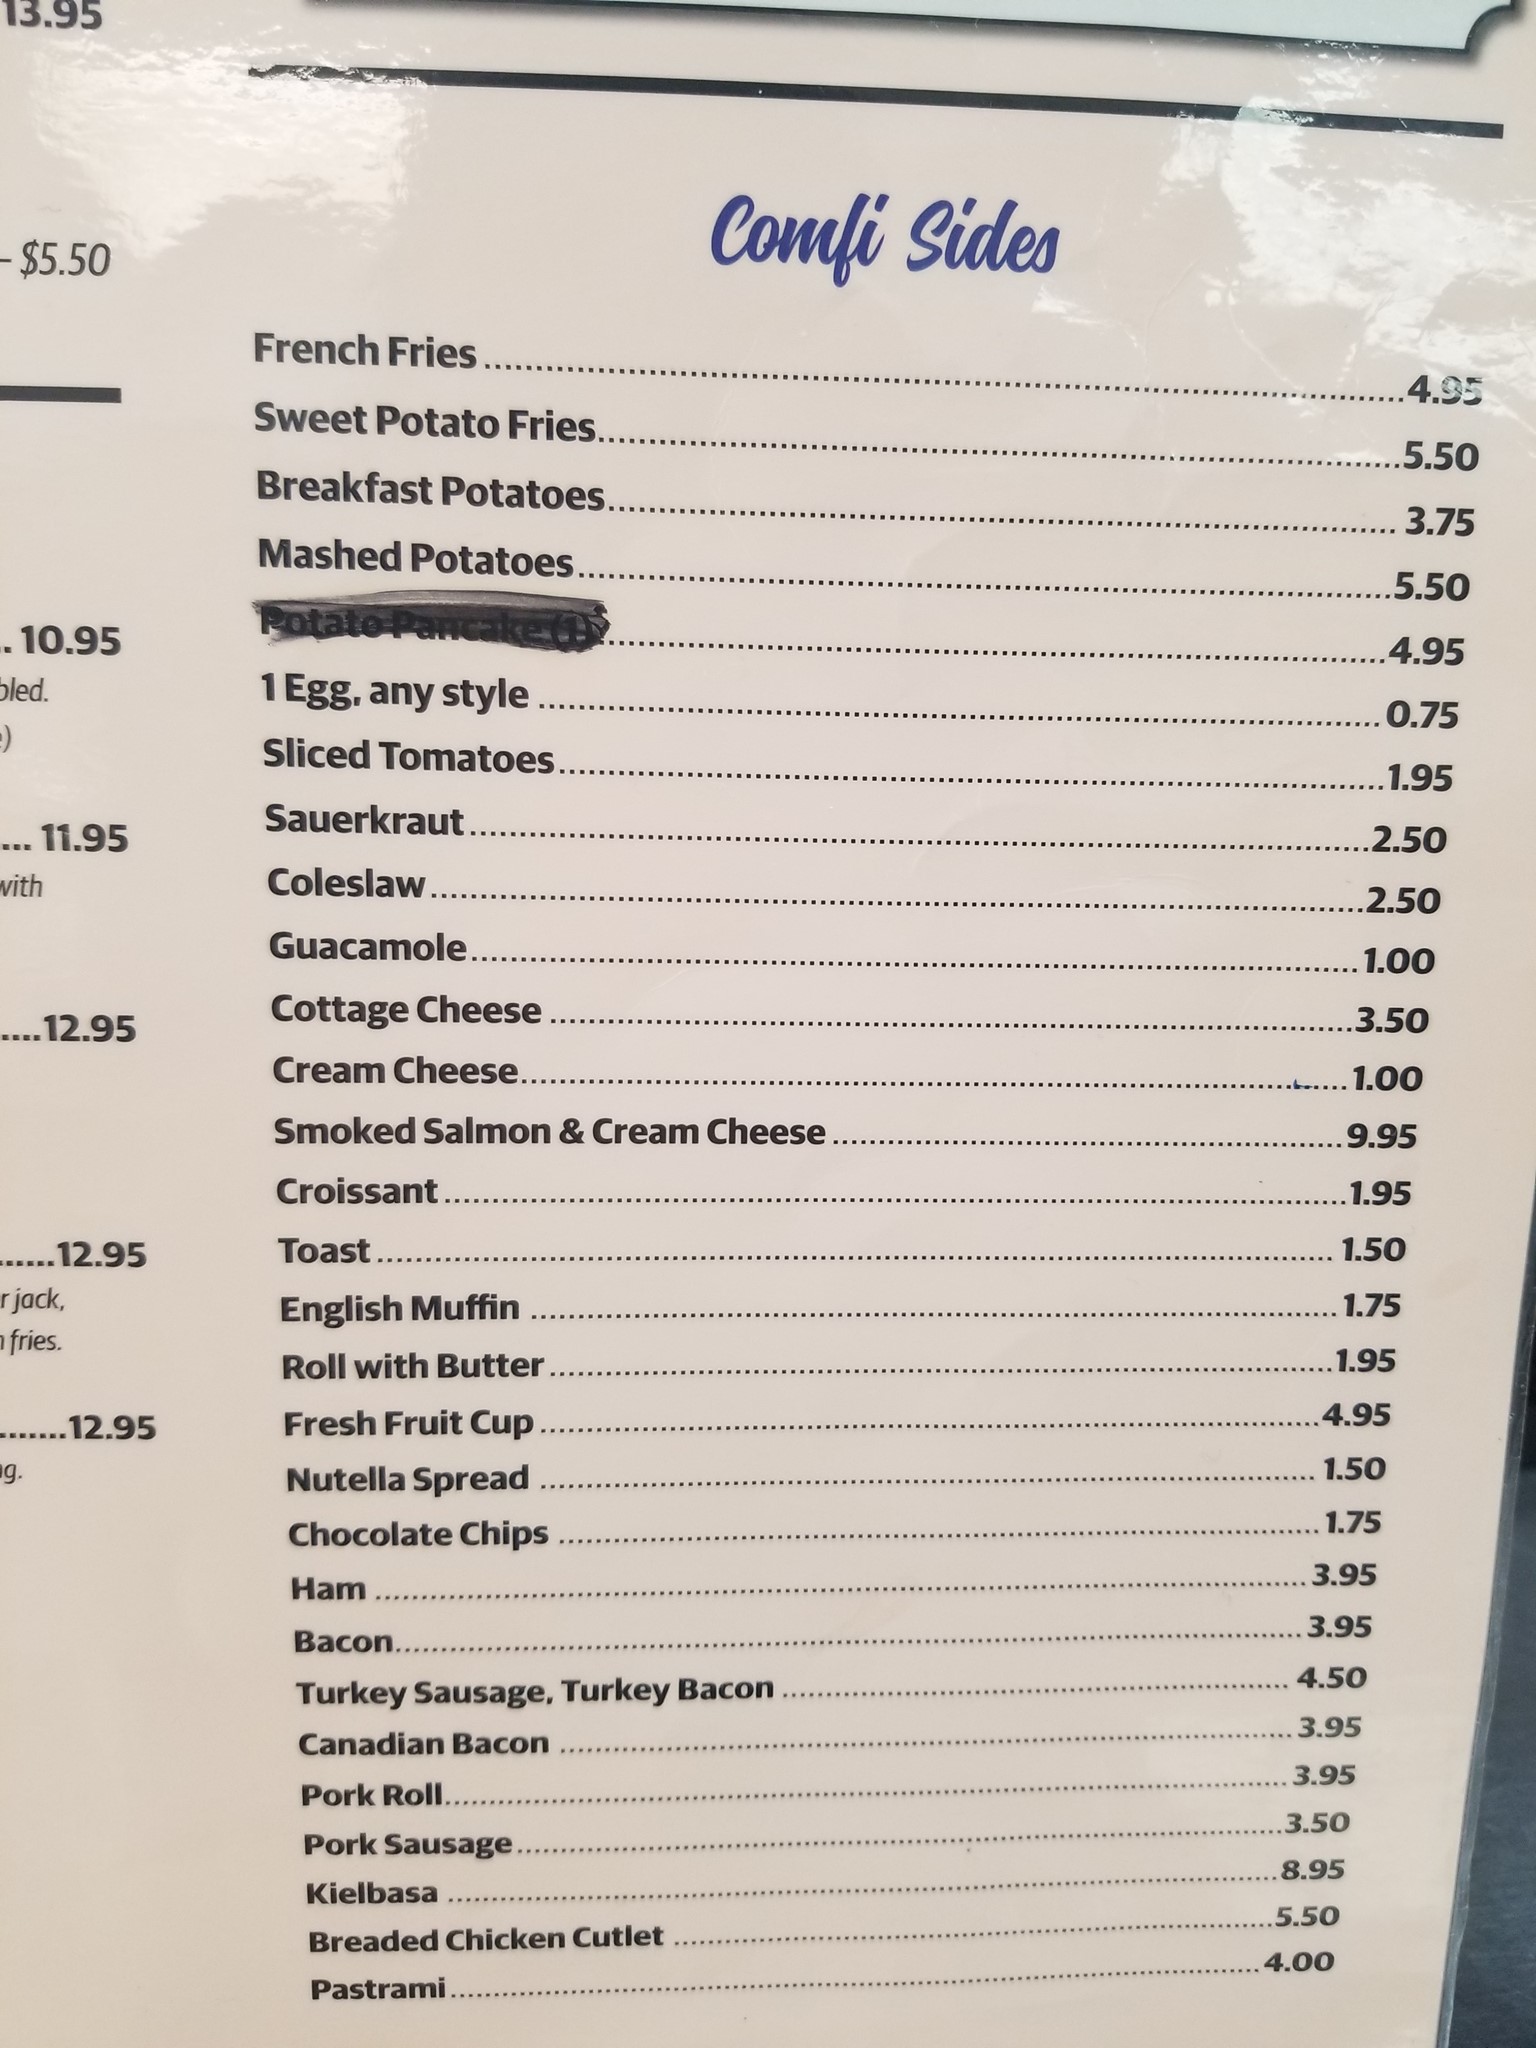 13.95
– $5.50
.. 10.95
bled.
e)
.... 11.95
with
.....12.95
.......12.95
r jack,
n fries.
........12.95
ng.
Comfi Sides
French Fries ........ 4.95
Sweet Potato Fries........ 5.50
Breakfast Potatoes........ 3.75
Mashed Potatoes........ 5.50
Potato Pancake (1)........ 4.95
1 Egg, any style ........ 0.75
Sliced Tomatoes........ 1.95
Sauerkraut........ 2.50
Coleslaw........ 2.50
Guacamole........ 1.00
Cottage Cheese ........ 3.50
Cream Cheese........ 1.00
Smoked Salmon & Cream Cheese ........ 9.95
Croissant ........ 1.95
Toast ........ 1.50
English Muffin ........ 1.75
Roll with Butter........ 1.95
Fresh Fruit Cup ........ 4.95
Nutella Spread ........ 1.50
Chocolate Chips ........ 1.75
Ham ........ 3.95
Bacon........ 3.95
Turkey Sausage, Turkey Bacon ........ 4.50
Canadian Bacon ........ 3.95
Pork Roll........ 3.95
Pork Sausage........ 3.50
Kielbasa ........ 8.95
Breaded Chicken Cutlet ........ 5.50
Pastrami........ 4.00